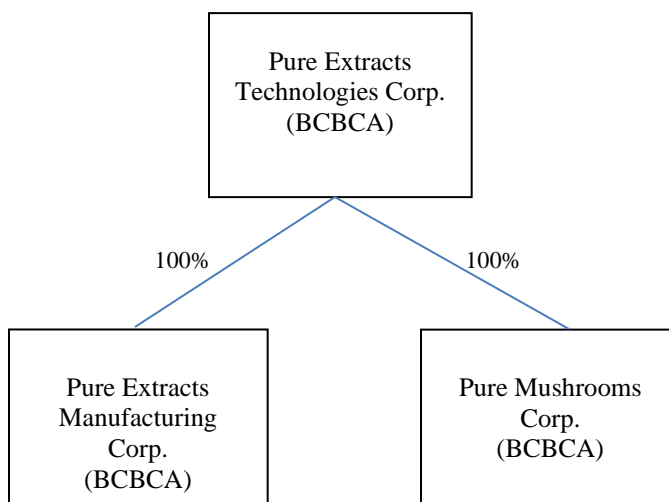 Pure Extracts
Technologies Corp.
(BCBCA)
100%
100%
Pure Extracts
Manufacturing
Corp.
(BCBCA)
Pure Mushrooms
Corp.
(BCBCA)